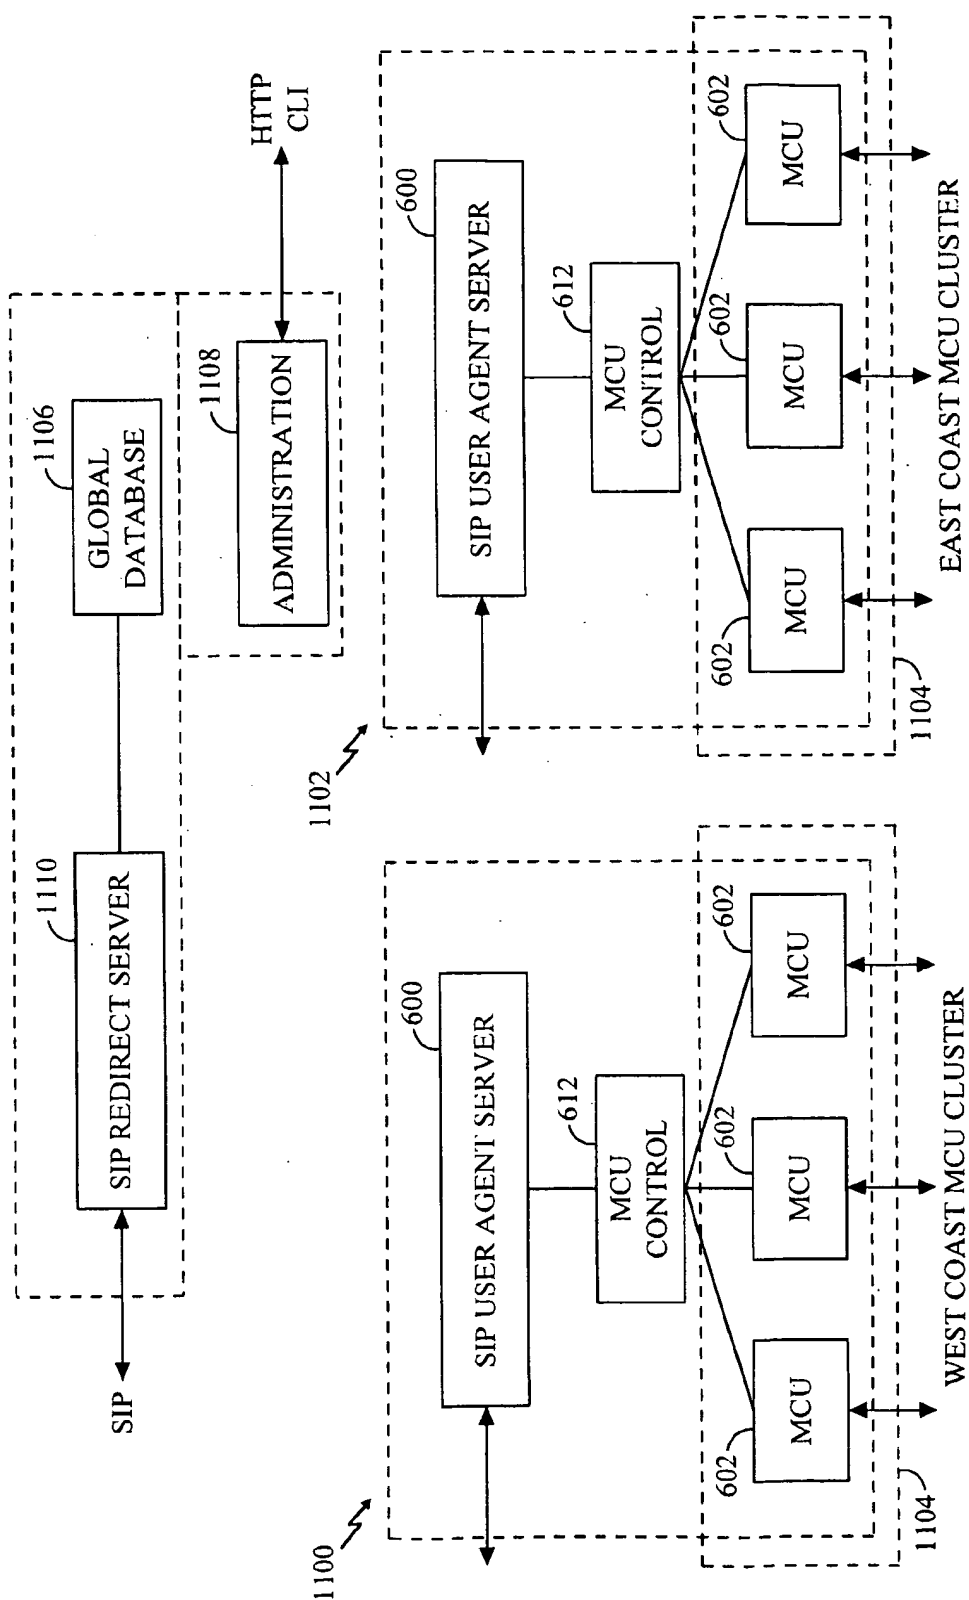 SIP
SIP REDIRECT SERVER
1110
GLOBAL
DATABASE
1106
ADMINISTRATION
1108
HTTP
CLI
1100
SIP USER AGENT SERVER
600
MCU
CONTROL
612
602
MCU
602
MCU
602
MCU
1104
WEST COAST MCU CLUSTER
1102
SIP USER AGENT SERVER
600
MCU
CONTROL
612
602
MCU
602
MCU
602
MCU
1104
EAST COAST MCU CLUSTER